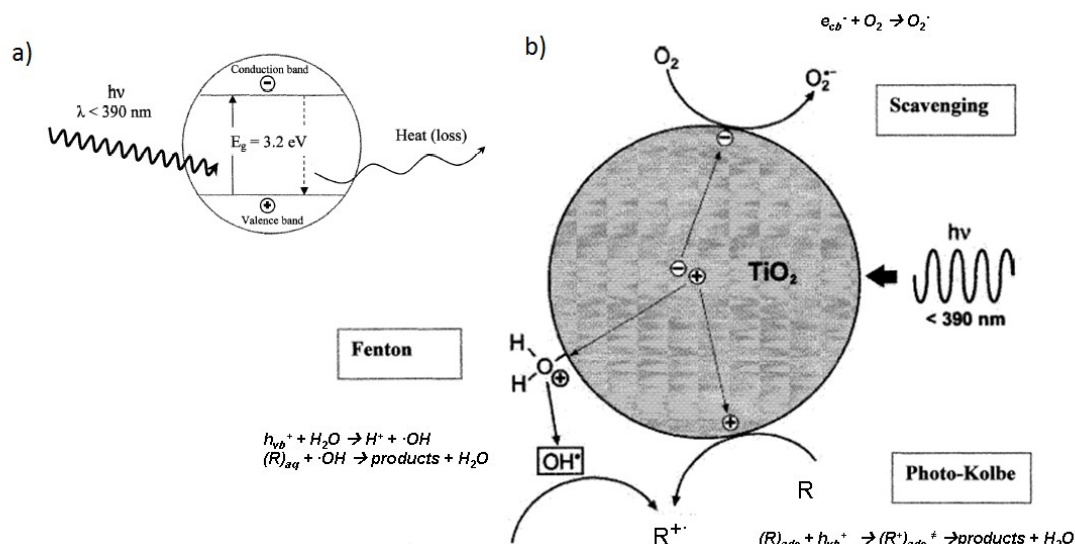 a)
hν
λ < 390 nm
Conduction band
⊖
E_g = 3.2 eV
Heat (loss)
⊕
Valence band
b)
e_cb⁻ + O₂ → O₂·
O₂
O₂•−
Scavenging
TiO₂
hν
< 390 nm
Fenton
H
O
H
h_vb⁺ + H₂O → H⁺ + ·OH
(R)_aq + ·OH → products + H₂O
OH•
Photo-Kolbe
R
R⁺·
(R)_ads + h_vb⁺ → (R⁺)_ads ⁺ → products + H₂O